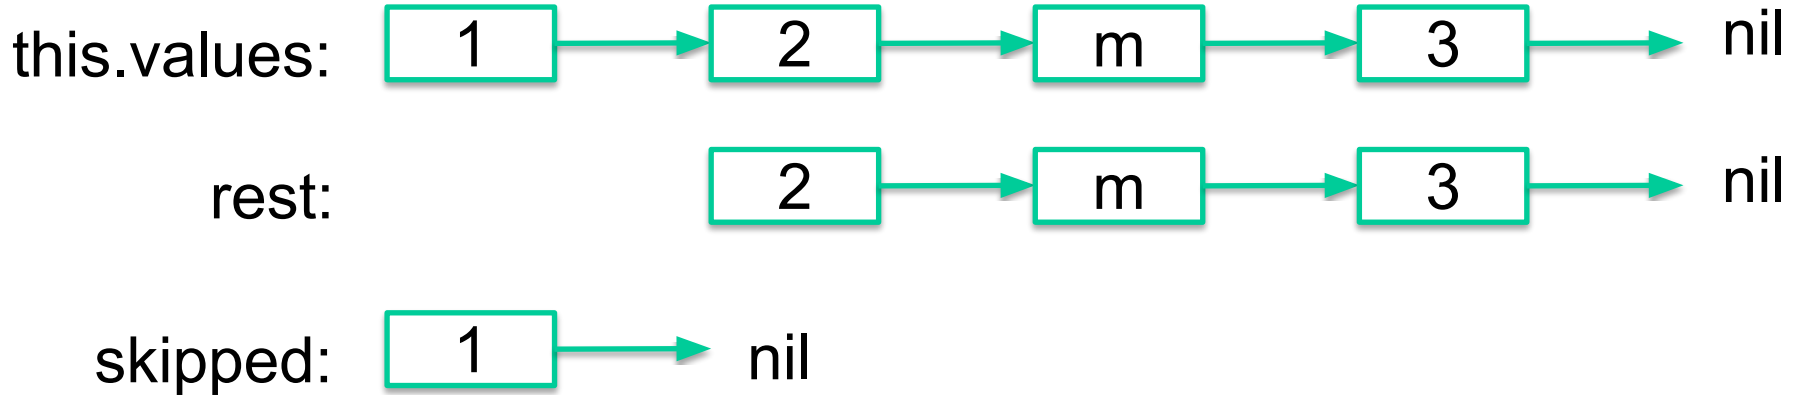 this.values: 1 2 m 3 nil
rest: 2 m 3 nil
skipped: 1 nil